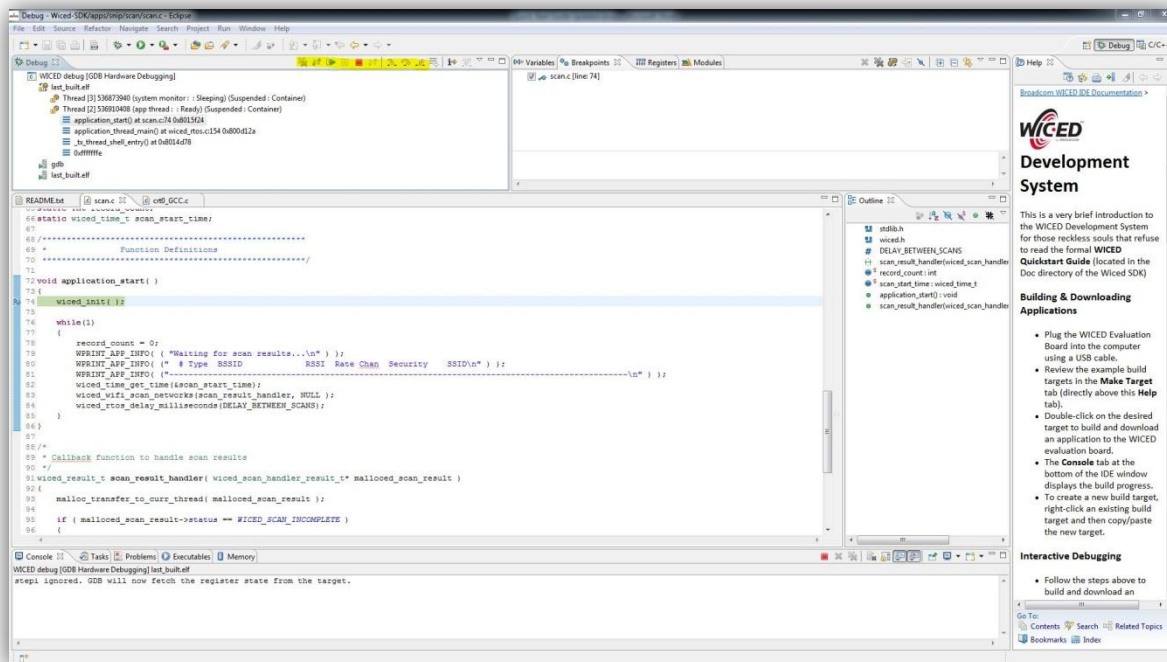 Debug - Wiced-SDK/apps/snip/scan/scan.c - Eclipse
File Edit Source Refactor Navigate Search Project Run Window Help
Debug C/C+
Debug
WICED debug [GDB Hardware Debugging]
last_built.elf
Thread [3] 536873940 (system monitor : : Sleeping) (Suspended : Container)
Thread [2] 536910408 (app thread : : Ready) (Suspended : Container)
application_start() at scan.c:74 0x8015f24
application_thread_main() at wiced_rtos.c:154 0x800d12a
_tx_thread_shell_entry() at 0x8014d78
0xfffffffe
gdb
last_built.elf
Variables Breakpoints Registers Modules
scan.c [line: 74]
README.txt scan.c crt0_GCC.c
66 static wiced_time_t scan_start_time;
67
68 /******************************************************
69 * Function Definitions
70 ******************************************************/
71
72 void application_start( )
73 {
74 wiced_init( );
75
76 while(1)
77 {
78 record_count = 0;
79 WPRINT_APP_INFO( ( "Waiting for scan results...\n" ) );
80 WPRINT_APP_INFO( (" # Type BSSID RSSI Rate Chan Security SSID\n" ) );
81 WPRINT_APP_INFO( ("----------------------------------------------------------------------------------------------\n" ) );
82 wiced_time_get_time(&scan_start_time);
83 wiced_wifi_scan_networks(scan_result_handler, NULL );
84 wiced_rtos_delay_milliseconds(DELAY_BETWEEN_SCANS);
85 }
86 }
87
88 /*
89 * Callback function to handle scan results
90 */
91 wiced_result_t scan_result_handler( wiced_scan_handler_result_t* malloced_scan_result )
92 {
93 malloc_transfer_to_curr_thread( malloced_scan_result );
94
95 if ( malloced_scan_result->status == WICED_SCAN_INCOMPLETE )
96 {
Outline
stdlib.h
wiced.h
DELAY_BETWEEN_SCANS
scan_result_handler(wiced_scan_handler
record_count : int
scan_start_time : wiced_time_t
application_start() : void
scan_result_handler(wiced_scan_handler
Console Tasks Problems Executables Memory
WICED debug [GDB Hardware Debugging] last_built.elf
stepi ignored. GDB will now fetch the register state from the target.
Help
Broadcom WICED IDE Documentation >
WICED
Development
System
This is a very brief introduction to
the WICED Development System
for those reckless souls that refuse
to read the formal WICED
Quickstart Guide (located in the
Doc directory of the Wiced SDK)
Building & Downloading
Applications
• Plug the WICED Evaluation
Board into the computer
using a USB cable.
• Review the example build
targets in the Make Target
tab (directly above this Help
tab).
• Double-click on the desired
target to build and download
an application to the WICED
evaluation board.
• The Console tab at the
bottom of the IDE window
displays the build progress.
• To create a new build target,
right-click an existing build
target and then copy/paste
the new target.
Interactive Debugging
• Follow the steps above to
build and download an
Go To:
Contents Search Related Topics
Bookmarks Index